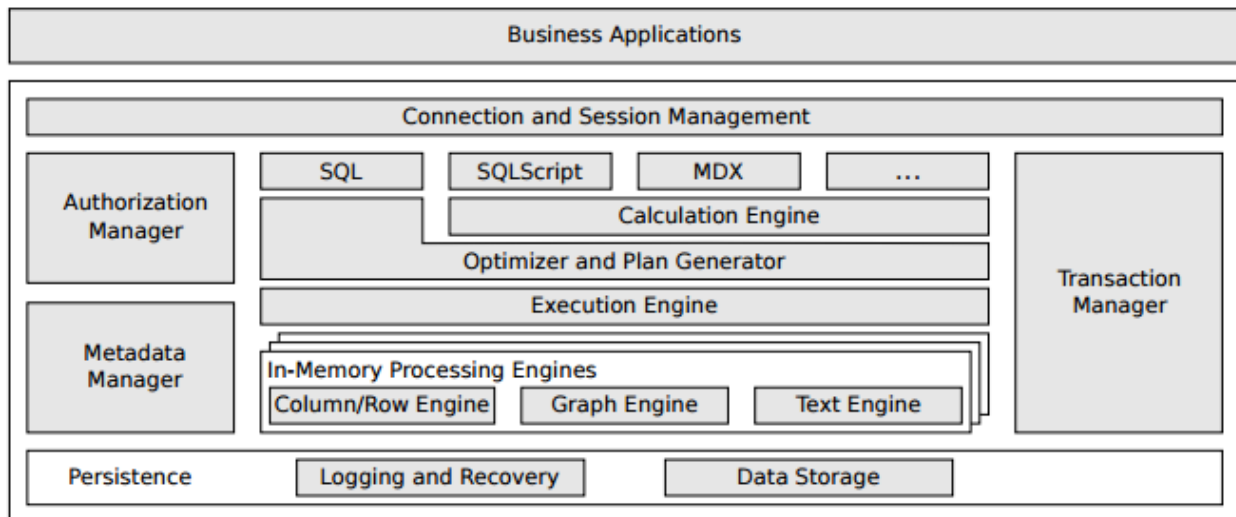 Business Applications
Connection and Session Management
Authorization
Manager
SQL
SQLScript
MDX
...
Calculation Engine
Optimizer and Plan Generator
Execution Engine
Transaction
Manager
Metadata
Manager
In-Memory Processing Engines
Column/Row Engine
Graph Engine
Text Engine
Persistence
Logging and Recovery
Data Storage